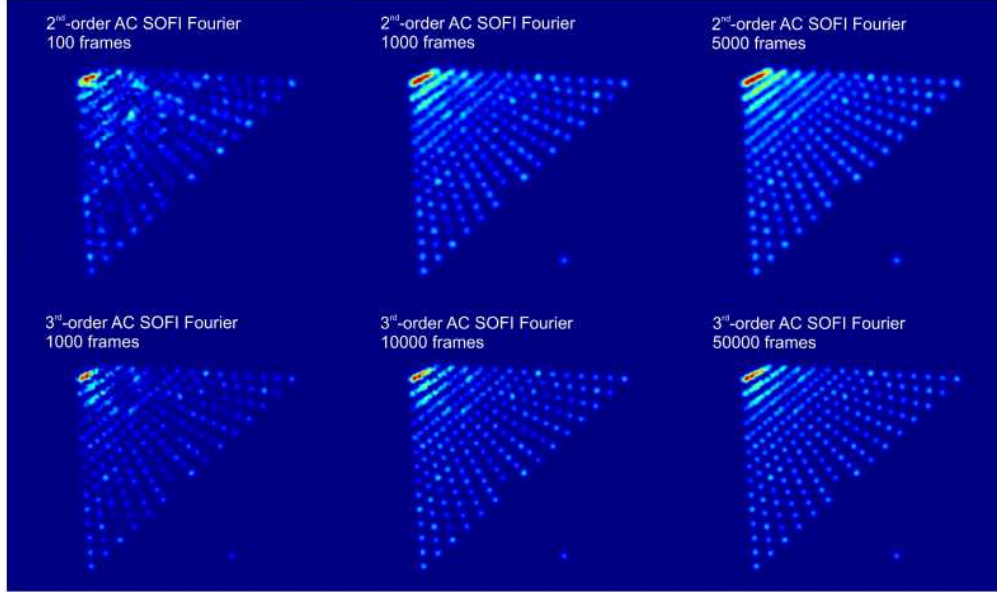 2nd-order AC SOFI Fourier
100 frames
2nd-order AC SOFI Fourier
1000 frames
2nd-order AC SOFI Fourier
5000 frames
3rd-order AC SOFI Fourier
1000 frames
3rd-order AC SOFI Fourier
10000 frames
3rd-order AC SOFI Fourier
50000 frames